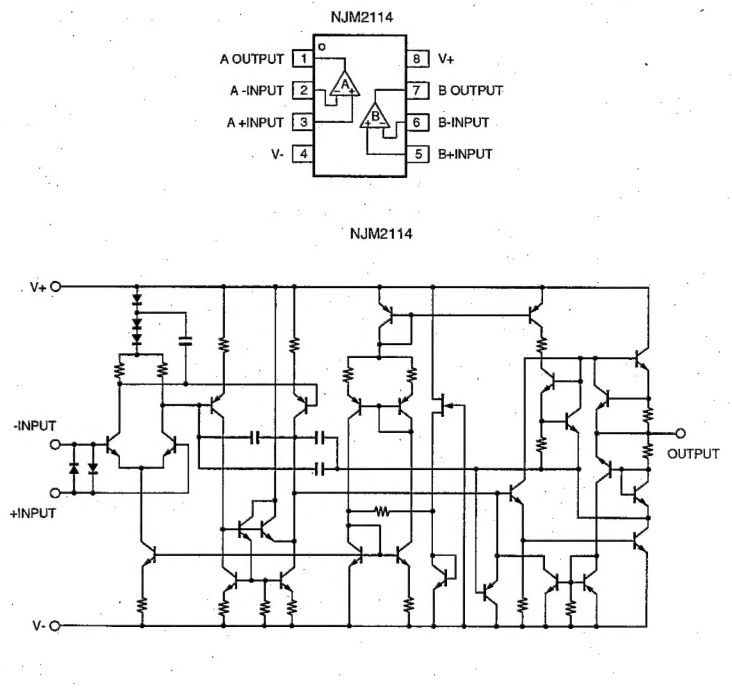 NJM2114
A OUTPUT 1 8 V+
A -INPUT 2 A - + 7 B OUTPUT
A +INPUT 3 B + - 6 B-INPUT
V- 4 5 B+INPUT
NJM2114
V+
-INPUT
OUTPUT
+INPUT
V-